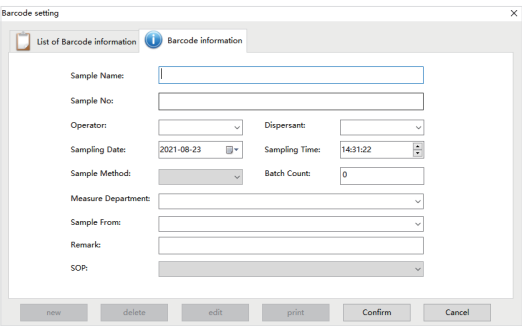 Barcode setting
List of Barcode information
Barcode information
Sample Name:
Sample No:
Operator:
Dispersant:
Sampling Date: 2021-08-23
Sampling Time: 14:31:22
Sample Method:
Batch Count: 0
Measure Department:
Sample From:
Remark:
SOP:
new delete edit print Confirm Cancel